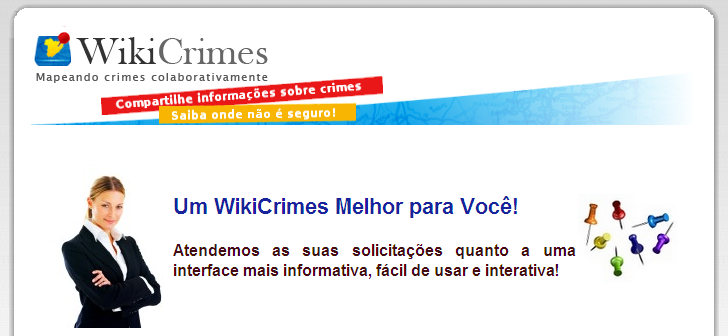 WikiCrimes
Mapeando crimes colaborativamente
Compartilhe informações sobre crimes
Saiba onde não é seguro!
Um WikiCrimes Melhor para Você!
Atendemos as suas solicitações quanto a uma
interface mais informativa, fácil de usar e interativa!